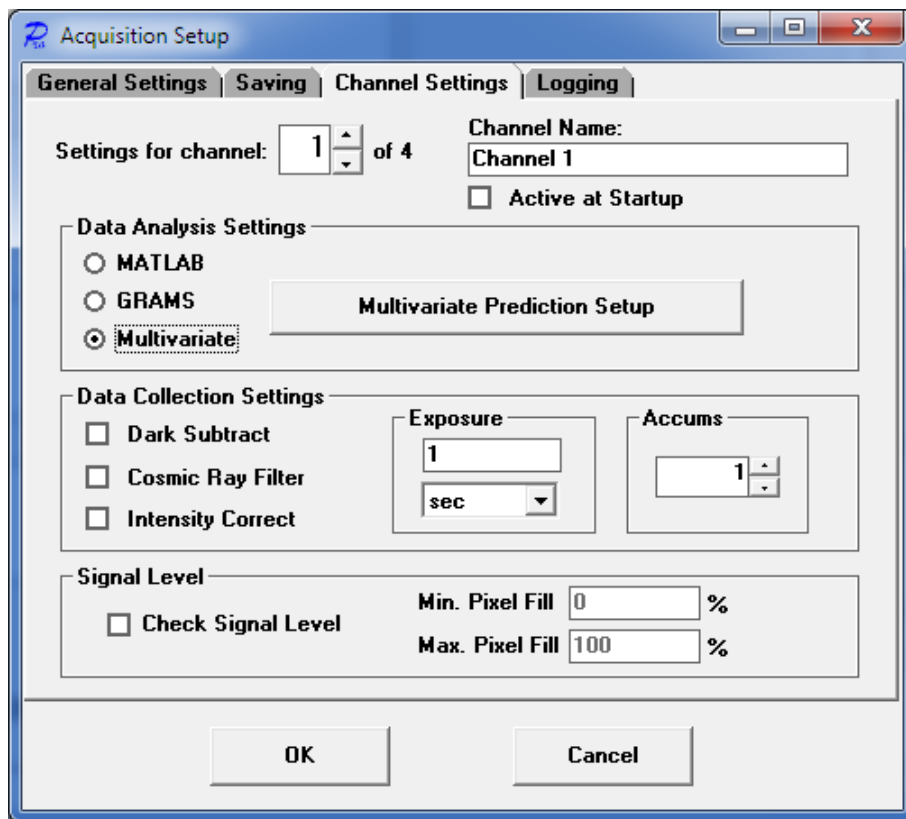 Acquisition Setup
General Settings
Saving
Channel Settings
Logging
Settings for channel: 1 of 4
Channel Name:
Channel 1
Active at Startup
Data Analysis Settings
MATLAB
GRAMS
Multivariate
Multivariate Prediction Setup
Data Collection Settings
Dark Subtract
Cosmic Ray Filter
Intensity Correct
Exposure
1
sec
Accums
1
Signal Level
Check Signal Level
Min. Pixel Fill 0 %
Max. Pixel Fill 100 %
OK
Cancel